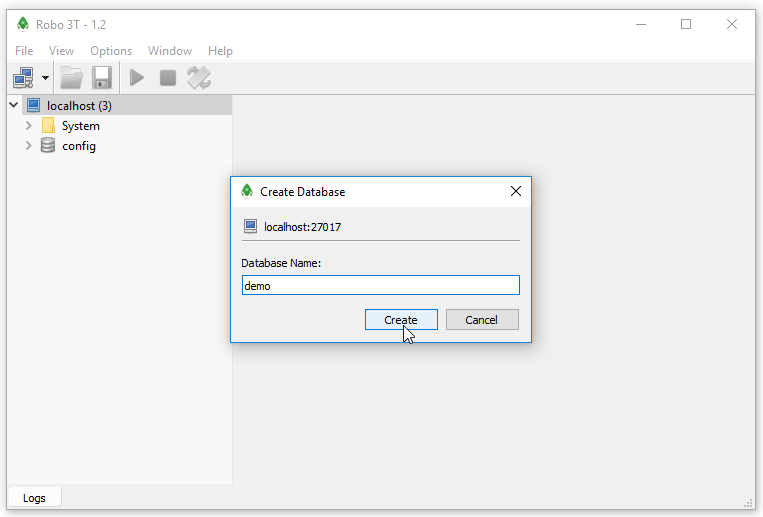 Robo 3T - 1.2
File View Options Window Help
localhost (3)
System
config
Create Database
localhost:27017
Database Name:
demo
Create Cancel
Logs